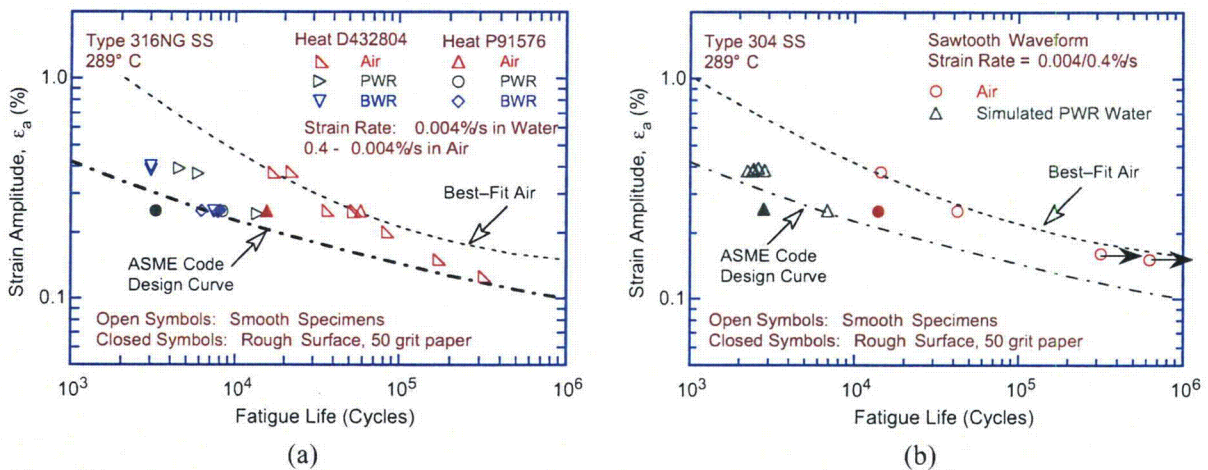 Type 316NG SS
289° C
Heat D432804
Air
PWR
BWR
Heat P91576
Air
PWR
BWR
Strain Rate: 0.004%/s in Water
0.4 - 0.004%/s in Air
Best–Fit Air
ASME Code
Design Curve
Open Symbols: Smooth Specimens
Closed Symbols: Rough Surface, 50 grit paper
Strain Amplitude, εa (%)
1.0
0.1
10³
10⁴
10⁵
10⁶
Fatigue Life (Cycles)
(a)
Type 304 SS
289° C
Sawtooth Waveform
Strain Rate = 0.004/0.4%/s
Air
Simulated PWR Water
Best–Fit Air
ASME Code
Design Curve
Open Symbols: Smooth Specimens
Closed Symbols: Rough Surface, 50 grit paper
Strain Amplitude, εa (%)
1.0
0.1
10³
10⁴
10⁵
10⁶
Fatigue Life (Cycles)
(b)